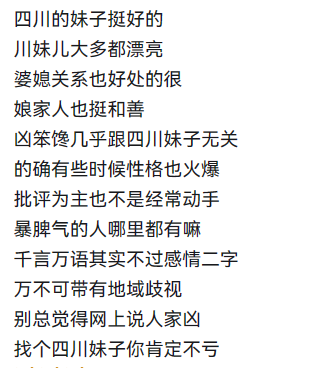 四川的妹子挺好的
川妹儿大多都漂亮
婆媳关系也好处的很
娘家人也挺和善
凶笨馋几乎跟四川妹子无关
的确有些时候性格也火爆
批评为主也不是经常动手
暴脾气的人哪里都有嘛
千言万语其实不过感情二字
万不可带有地域歧视
别总觉得网上说人家凶
找个四川妹子你肯定不亏